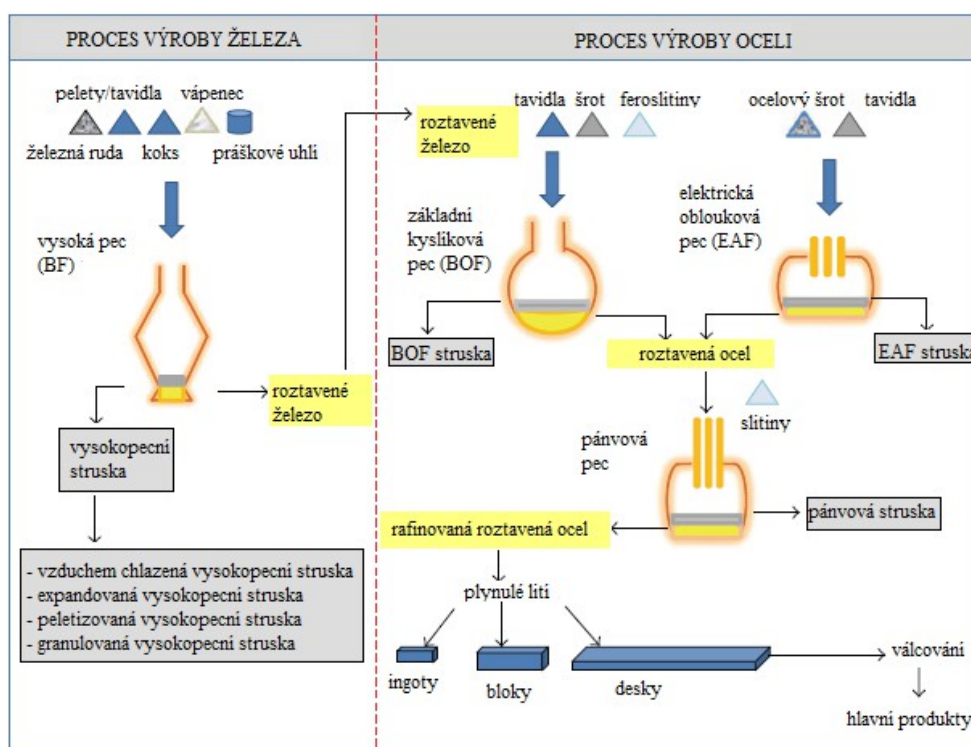 PROCES VÝROBY ŽELEZA
pelety/tavidla
vápenec
železná ruda
koks
práškové uhlí
vysoká pec
(BF)
roztavené
železo
vysokopecní
struska
- vzduchem chlazená vysokopecní struska
- expandovaná vysokopecní struska
- peletizovaná vysokopecní struska
- granulovaná vysokopecní struska
PROCES VÝROBY OCELI
roztavené
železo
tavidla
šrot
feroslitiny
základní
kyslíková
pec (BOF)
BOF struska
ocelový šrot
tavidla
elektrická
oblouková
pec (EAF)
EAF struska
roztavená ocel
slitiny
pánvová
pec
pánvová struska
rafinovaná roztavená ocel
plynulé lití
ingoty
bloky
desky
válcování
hlavní produkty